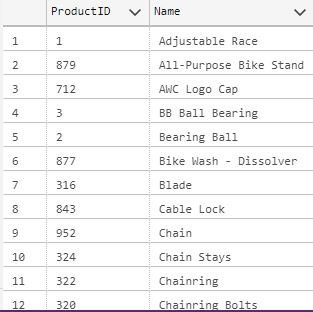 ProductID Name
1 1 Adjustable Race
2 879 All-Purpose Bike Stand
3 712 AWC Logo Cap
4 3 BB Ball Bearing
5 2 Bearing Ball
6 877 Bike Wash - Dissolver
7 316 Blade
8 843 Cable Lock
9 952 Chain
10 324 Chain Stays
11 322 Chainring
12 320 Chainring Bolts